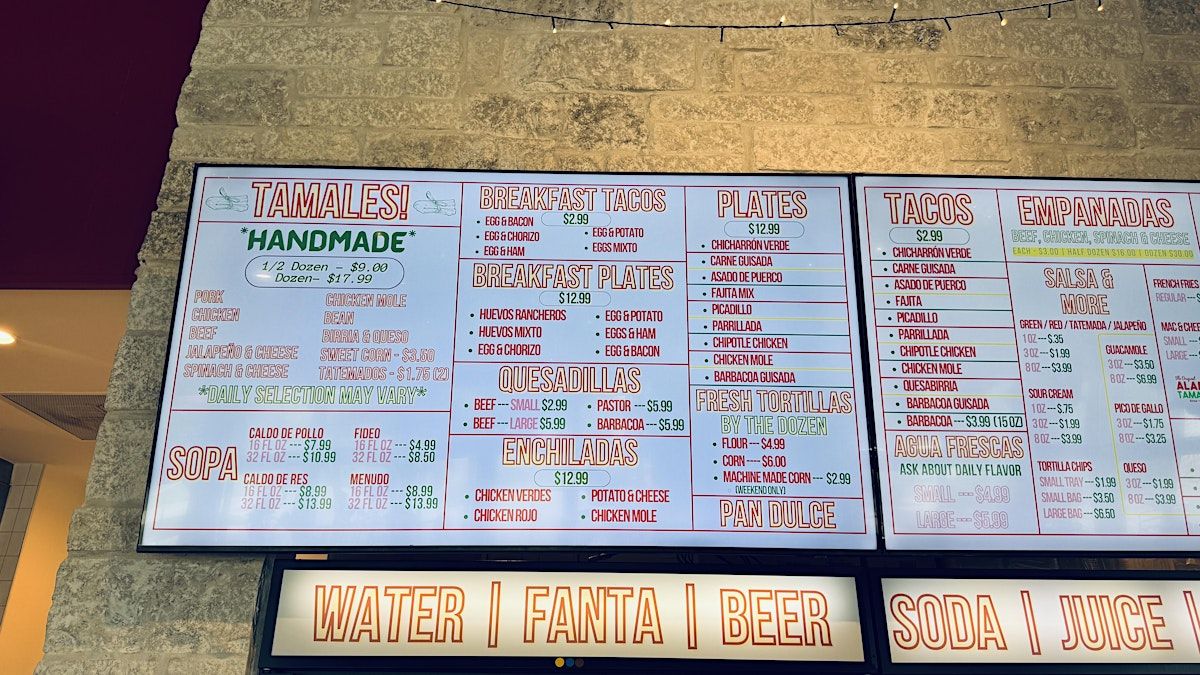 TAMALES!
*HANDMADE*
1/2 Dozen – $9.00
Dozen– $17.99
PORK
CHICKEN
BEEF
JALAPEÑO & CHEESE
SPINACH & CHEESE
CHICKEN MOLE
BEAN
BIRRIA & QUESO
SWEET CORN - $3.50
TATEMADOS - $1.75 (2)
*DAILY SELECTION MAY VARY*
SOPA
CALDO DE POLLO
16 FL OZ --- $7.99
32 FL OZ --- $10.99
FIDEO
16 FL OZ --- $4.99
32 FL OZ --- $8.50
CALDO DE RES
16 FL OZ --- $8.99
32 FL OZ --- $13.99
MENUDO
16 FL OZ --- $8.99
32 FL OZ --- $13.99
BREAKFAST TACOS
$2.99
• EGG & BACON
• EGG & CHORIZO
• EGG & HAM
• EGG & POTATO
• EGGS MIXTO
BREAKFAST PLATES
$12.99
• HUEVOS RANCHEROS
• HUEVOS MIXTO
• EGG & CHORIZO
• EGG & POTATO
• EGGS & HAM
• EGG & BACON
QUESADILLAS
• BEEF --- SMALL $2.99
• BEEF --- LARGE $5.99
• PASTOR --- $5.99
• BARBACOA --- $5.99
ENCHILADAS
$12.99
• CHICKEN VERDES
• CHICKEN ROJO
• POTATO & CHEESE
• CHICKEN MOLE
PLATES
$12.99
• CHICHARRÓN VERDE
• CARNE GUISADA
• ASADO DE PUERCO
• FAJITA MIX
• PICADILLO
• PARRILLADA
• CHIPOTLE CHICKEN
• CHICKEN MOLE
• BARBACOA GUISADA
FRESH TORTILLAS
BY THE DOZEN
• FLOUR --- $4.99
• CORN --- $6.00
• MACHINE MADE CORN --- $2.99
(WEEKEND ONLY)
PAN DULCE
TACOS
$2.99
• CHICHARRÓN VERDE
• CARNE GUISADA
• ASADO DE PUERCO
• FAJITA
• PICADILLO
• PARRILLADA
• CHIPOTLE CHICKEN
• CHICKEN MOLE
• QUESABIRRIA
• BARBACOA GUISADA
• BARBACOA --- $3.99 (15 OZ)
AGUA FRESCAS
ASK ABOUT DAILY FLAVOR
SMALL --- $4.99
LARGE --- $5.99
EMPANADAS
BEEF, CHICKEN, SPINACH & CHEESE
EACH - $3.00 | HALF DOZEN $16.00 | DOZEN $30.00
SALSA &
MORE
GREEN / RED / TATEMADA / JALAPEÑO
1 OZ --- $.35
3 OZ --- $1.99
8 OZ --- $3.99
GUACAMOLE
3 OZ --- $3.50
8 OZ --- $6.99
SOUR CREAM
1 OZ --- $.75
3 OZ --- $1.99
8 OZ --- $3.99
PICO DE GALLO
3 OZ --- $1.75
8 OZ --- $3.25
TORTILLA CHIPS
SMALL TRAY --- $1.99
SMALL BAG --- $3.50
LARGE BAG --- $6.50
QUESO
3 OZ --- $1.99
8 OZ --- $3.99
FRENCH FRIES
REGULAR ---
MAC & CHEE
SMALL ---
LARGE ---
The Original
ALA
TAMA
WATER | FANTA | BEER
SODA | JUICE |